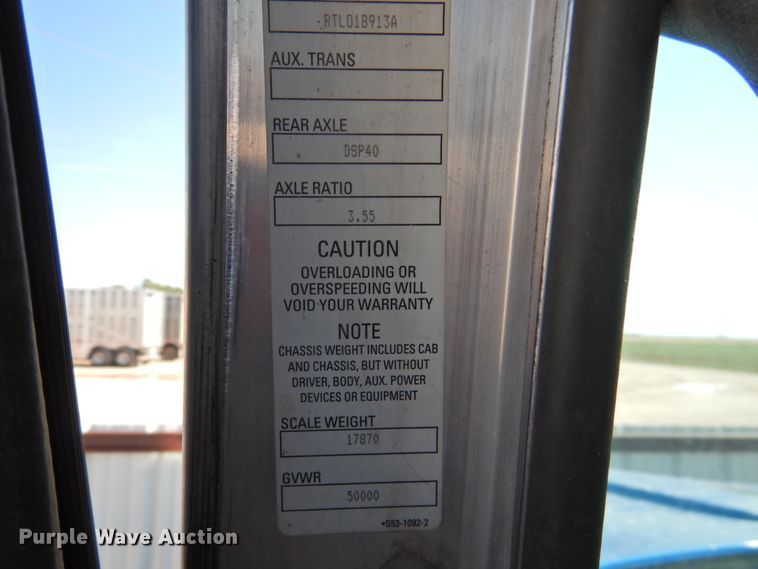 RTLO18913A
AUX. TRANS
REAR AXLE
DSP40
AXLE RATIO
3.55
CAUTION
OVERLOADING OR
OVERSPEEDING WILL
VOID YOUR WARRANTY
NOTE
CHASSIS WEIGHT INCLUDES CAB
AND CHASSIS, BUT WITHOUT
DRIVER, BODY, AUX. POWER
DEVICES OR EQUIPMENT
SCALE WEIGHT
17870
GVWR
50000
*S53-1092-2
Purple Wave Auction®